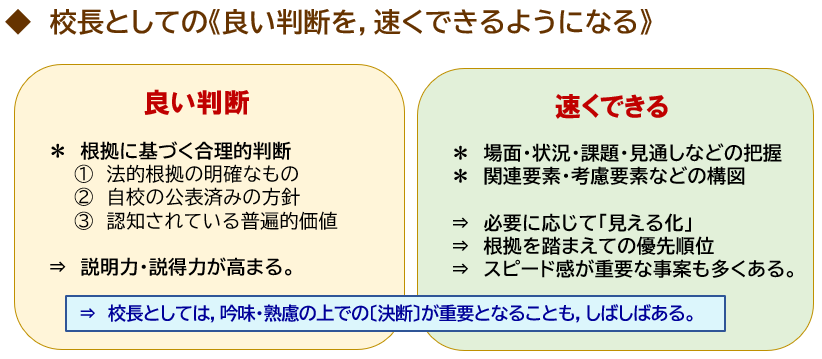 ◆ 校長としての《良い判断を，速くできるようになる》
良い判断
＊ 根拠に基づく合理的判断
① 法的根拠の明確なもの
② 自校の公表済みの方針
③ 認知されている普遍的価値
⇒ 説明力・説得力が高まる。
速くできる
＊ 場面・状況・課題・見通しなどの把握
＊ 関連要素・考慮要素などの構図
⇒ 必要に応じて「見える化」
⇒ 根拠を踏まえての優先順位
⇒ スピード感が重要な事案も多くある。
⇒ 校長としては，吟味・熟慮の上での〔決断〕が重要となることも，しばしばある。